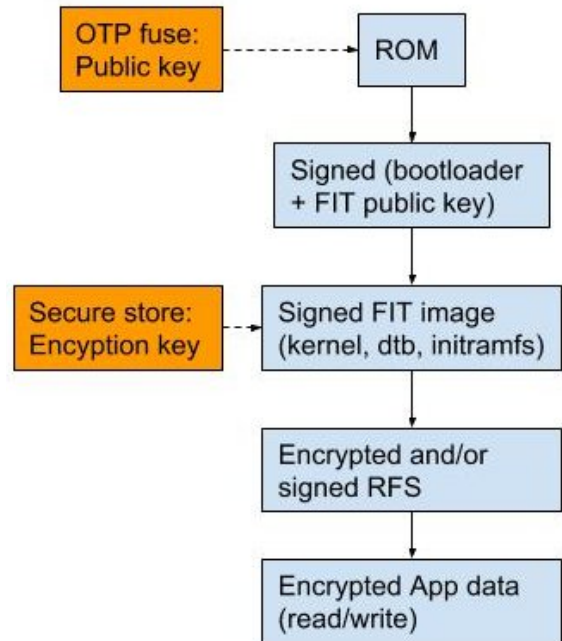 OTP fuse:
Public key
ROM
Signed (bootloader
+ FIT public key)
Secure store:
Encyption key
Signed FIT image
(kernel, dtb, initramfs)
Encrypted and/or
signed RFS
Encrypted App data
(read/write)